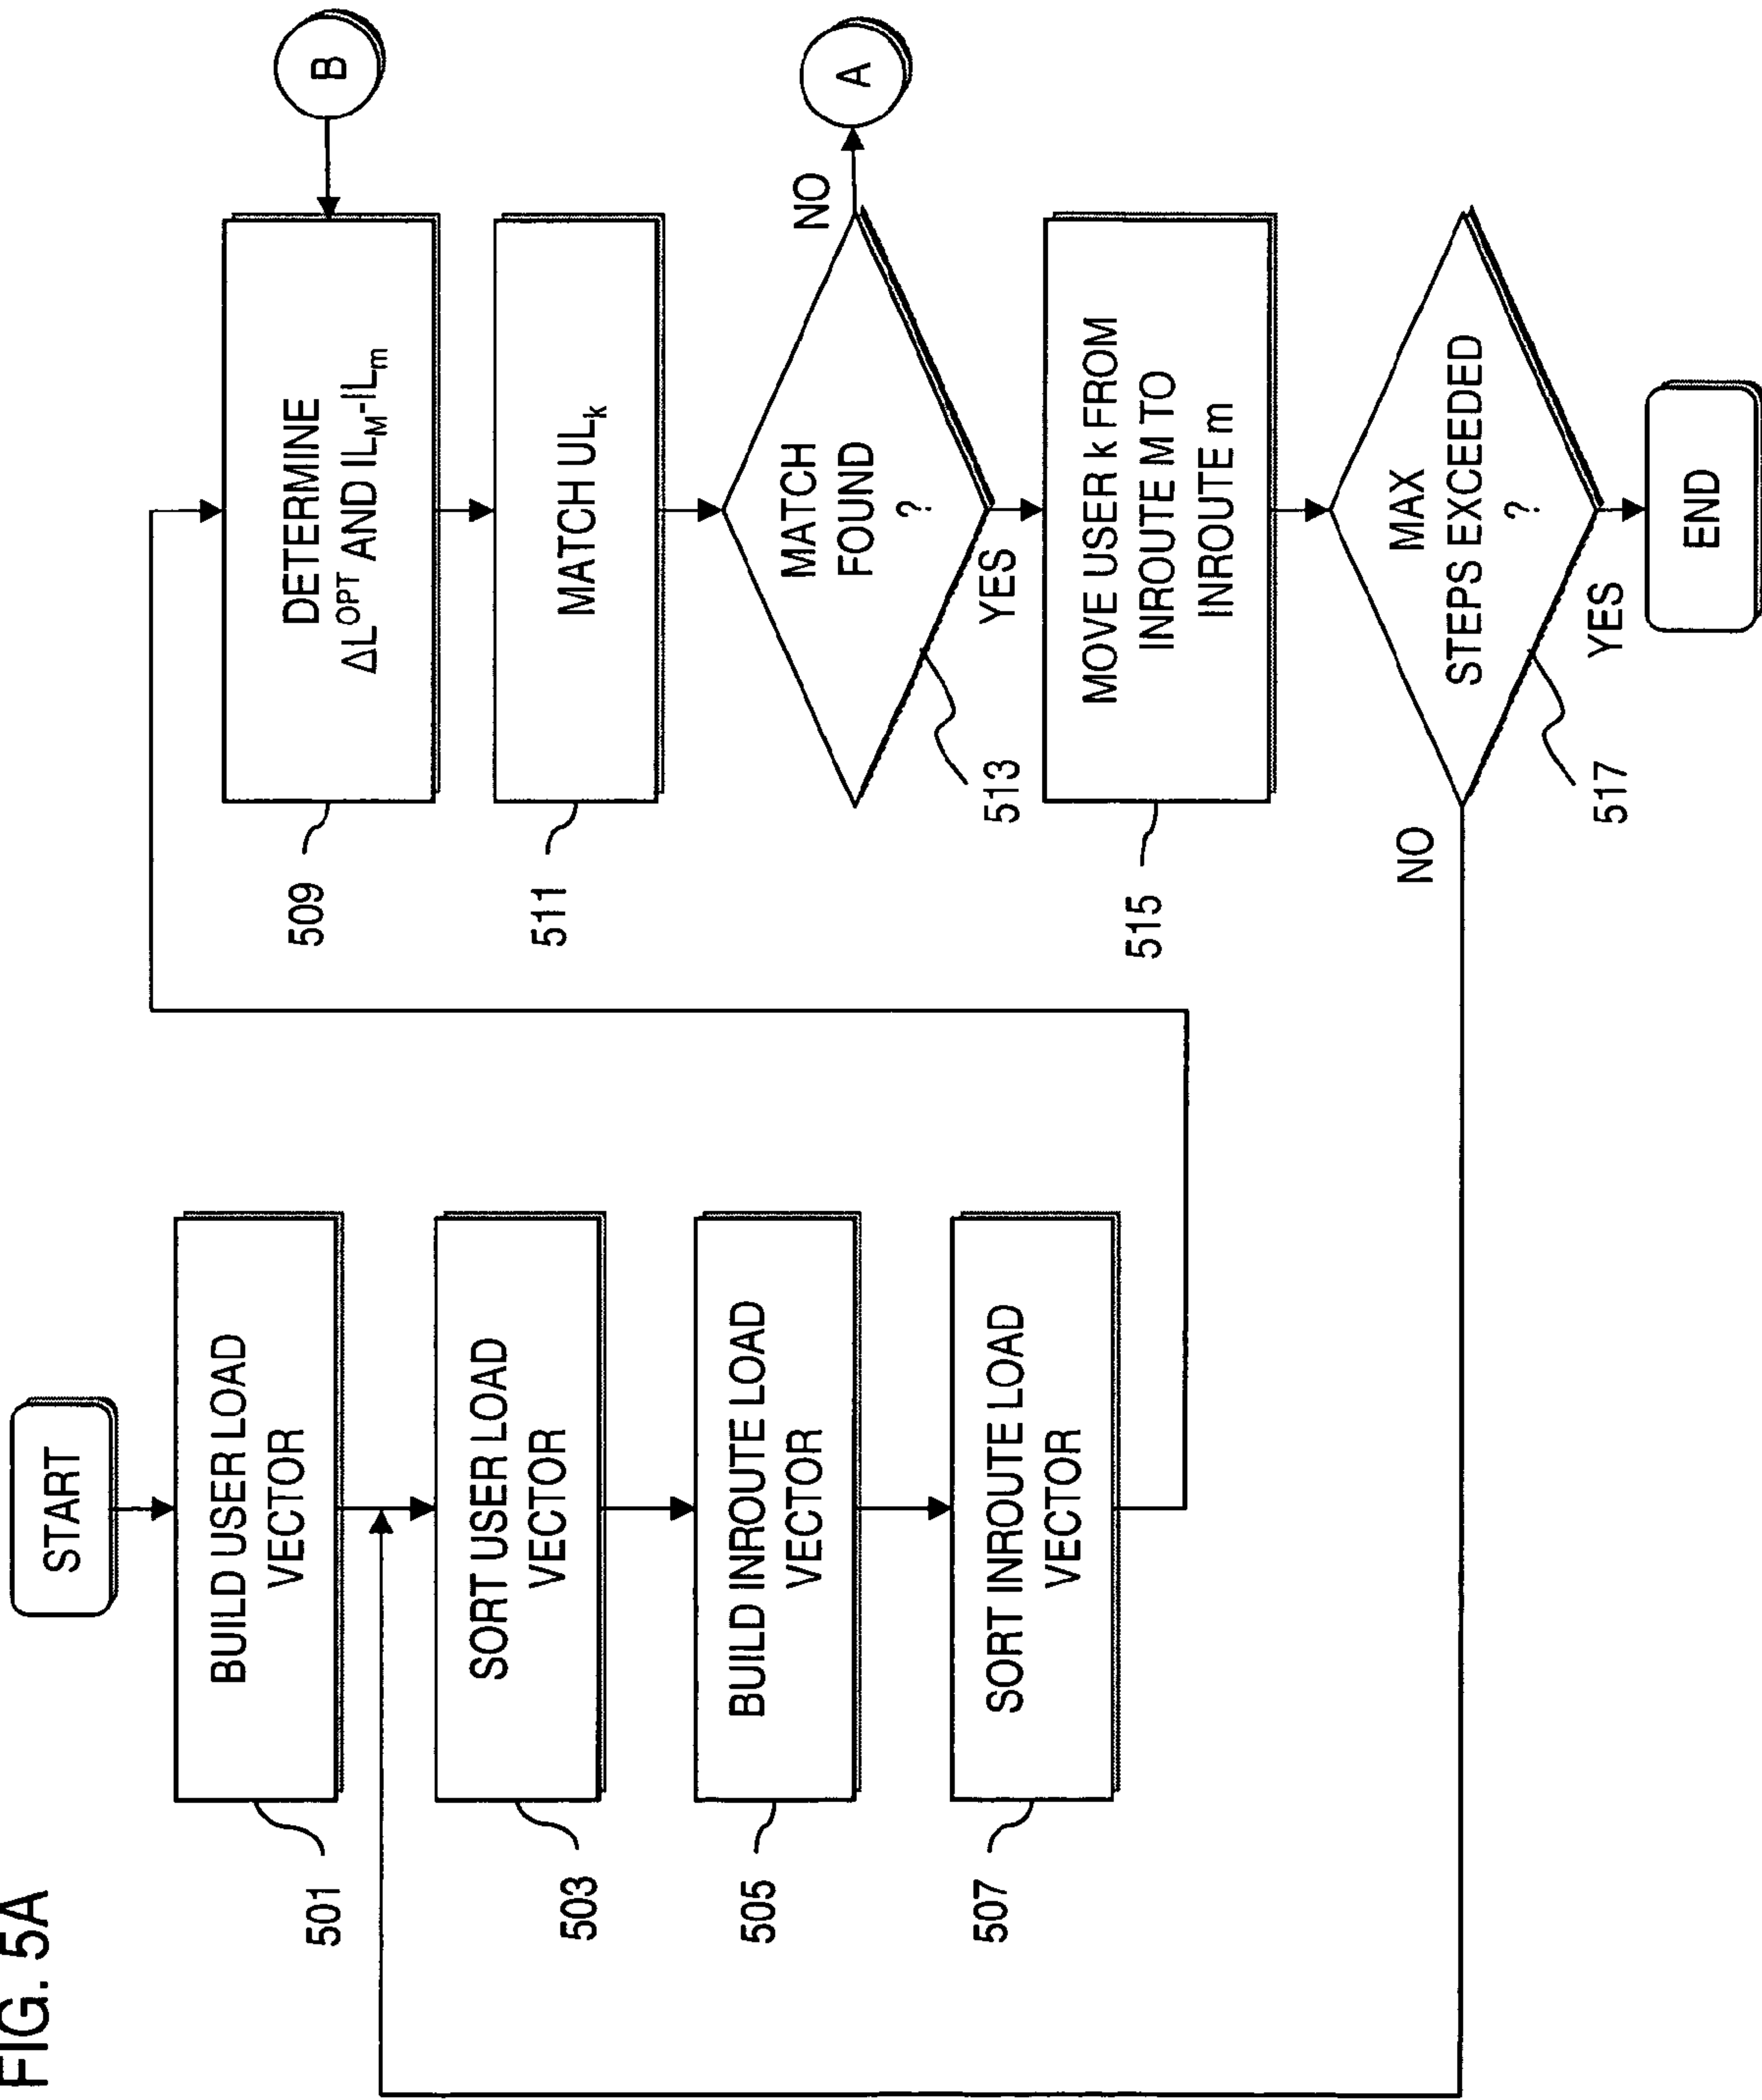 FIG. 5A
START
BUILD USER LOAD
VECTOR
501
SORT USER LOAD
VECTOR
503
BUILD INROUTE LOAD
VECTOR
505
SORT INROUTE LOAD
VECTOR
507
B
DETERMINE
ΔL^OPT AND IL_M-IL_m
509
MATCH UL_k
511
MATCH
FOUND
?
513
NO
A
YES
MOVE USER k FROM
INROUTE M TO
INROUTE m
515
MAX
STEPS EXCEEDED
?
517
NO
YES
END